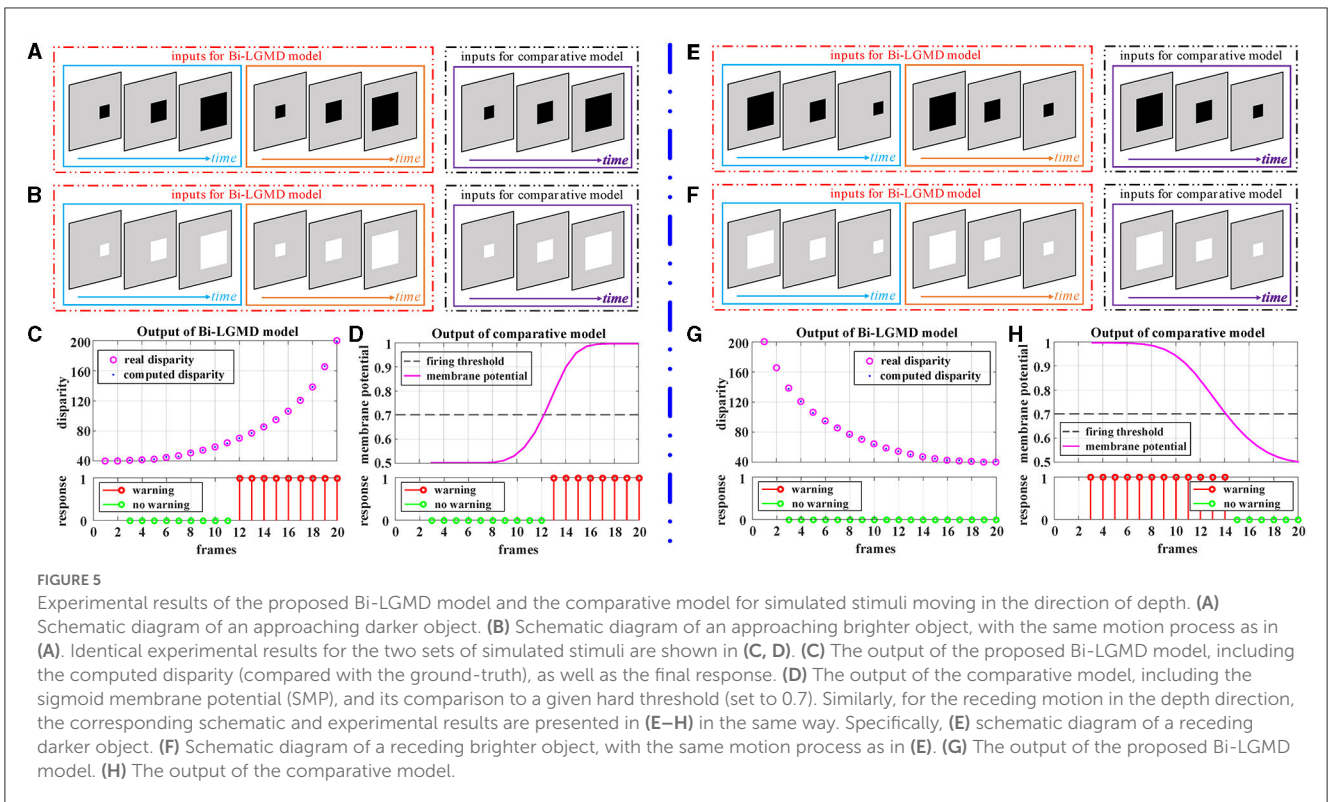 A
inputs for Bi-LGMD model
inputs for comparative model
time
time
time
B
inputs for Bi-LGMD model
inputs for comparative model
time
time
time
C
Output of Bi-LGMD model
200
160
120
80
40
disparity
real disparity
computed disparity
1
0
response
warning
no warning
0 2 4 6 8 10 12 14 16 18 20
frames
D
Output of comparative model
1
0.9
0.8
0.7
0.6
0.5
membrane potential
firing threshold
membrane potential
1
0
response
warning
no warning
0 2 4 6 8 10 12 14 16 18 20
frames
E
inputs for Bi-LGMD model
inputs for comparative model
time
time
time
F
inputs for Bi-LGMD model
inputs for comparative model
time
time
time
G
Output of Bi-LGMD model
200
160
120
80
40
disparity
real disparity
computed disparity
1
0
response
warning
no warning
0 2 4 6 8 10 12 14 16 18 20
frames
H
Output of comparative model
1
0.9
0.8
0.7
0.6
0.5
membrane potential
firing threshold
membrane potential
1
0
response
warning
no warning
0 2 4 6 8 10 12 14 16 18 20
frames
FIGURE 5
Experimental results of the proposed Bi-LGMD model and the comparative model for simulated stimuli moving in the direction of depth. (A)
Schematic diagram of an approaching darker object. (B) Schematic diagram of an approaching brighter object, with the same motion process as in
(A). Identical experimental results for the two sets of simulated stimuli are shown in (C, D). (C) The output of the proposed Bi-LGMD model, including
the computed disparity (compared with the ground-truth), as well as the final response. (D) The output of the comparative model, including the
sigmoid membrane potential (SMP), and its comparison to a given hard threshold (set to 0.7). Similarly, for the receding motion in the depth direction,
the corresponding schematic and experimental results are presented in (E–H) in the same way. Specifically, (E) schematic diagram of a receding
darker object. (F) Schematic diagram of a receding brighter object, with the same motion process as in (E). (G) The output of the proposed Bi-LGMD
model. (H) The output of the comparative model.